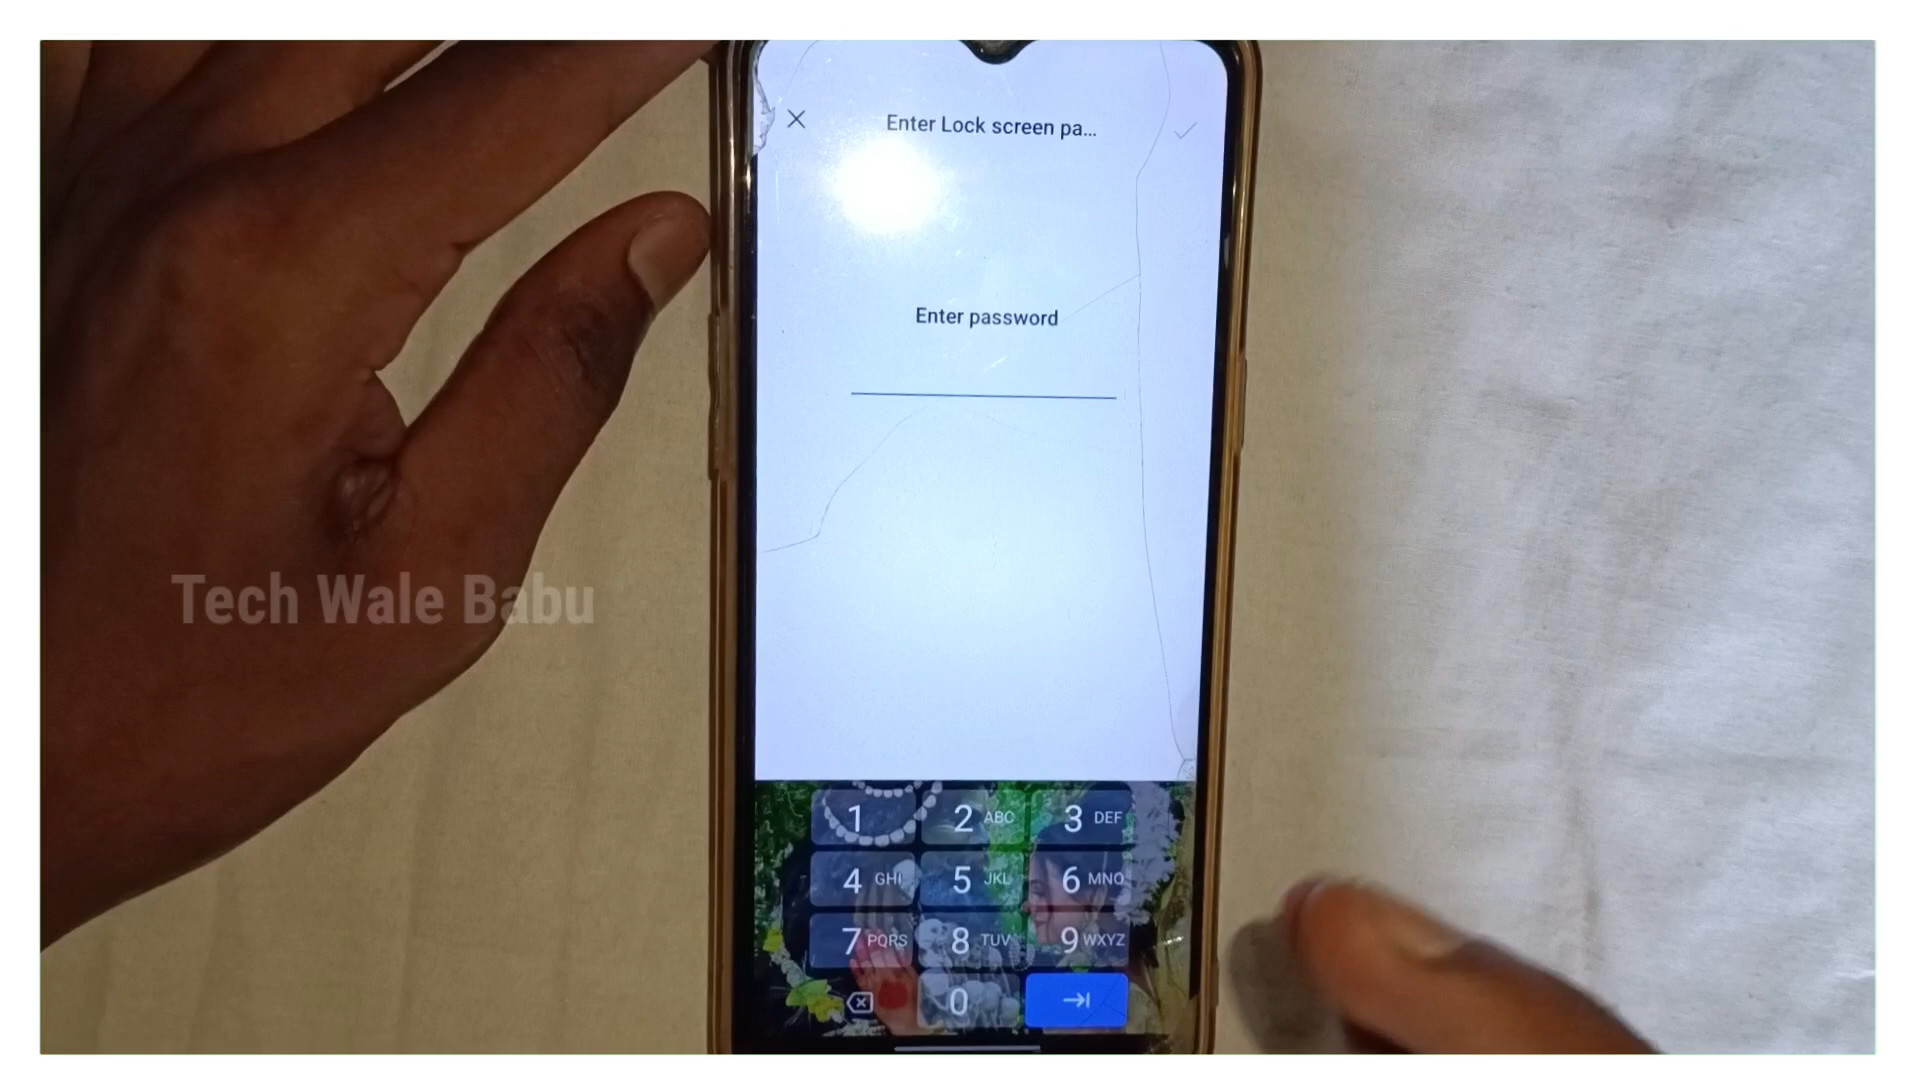 Enter Lock screen pa...
Enter password
Tech Wale Babu
1 2 ABC 3 DEF
4 GHI 5 JKL 6 MNO
7 PQRS 8 TUV 9 WXYZ
0